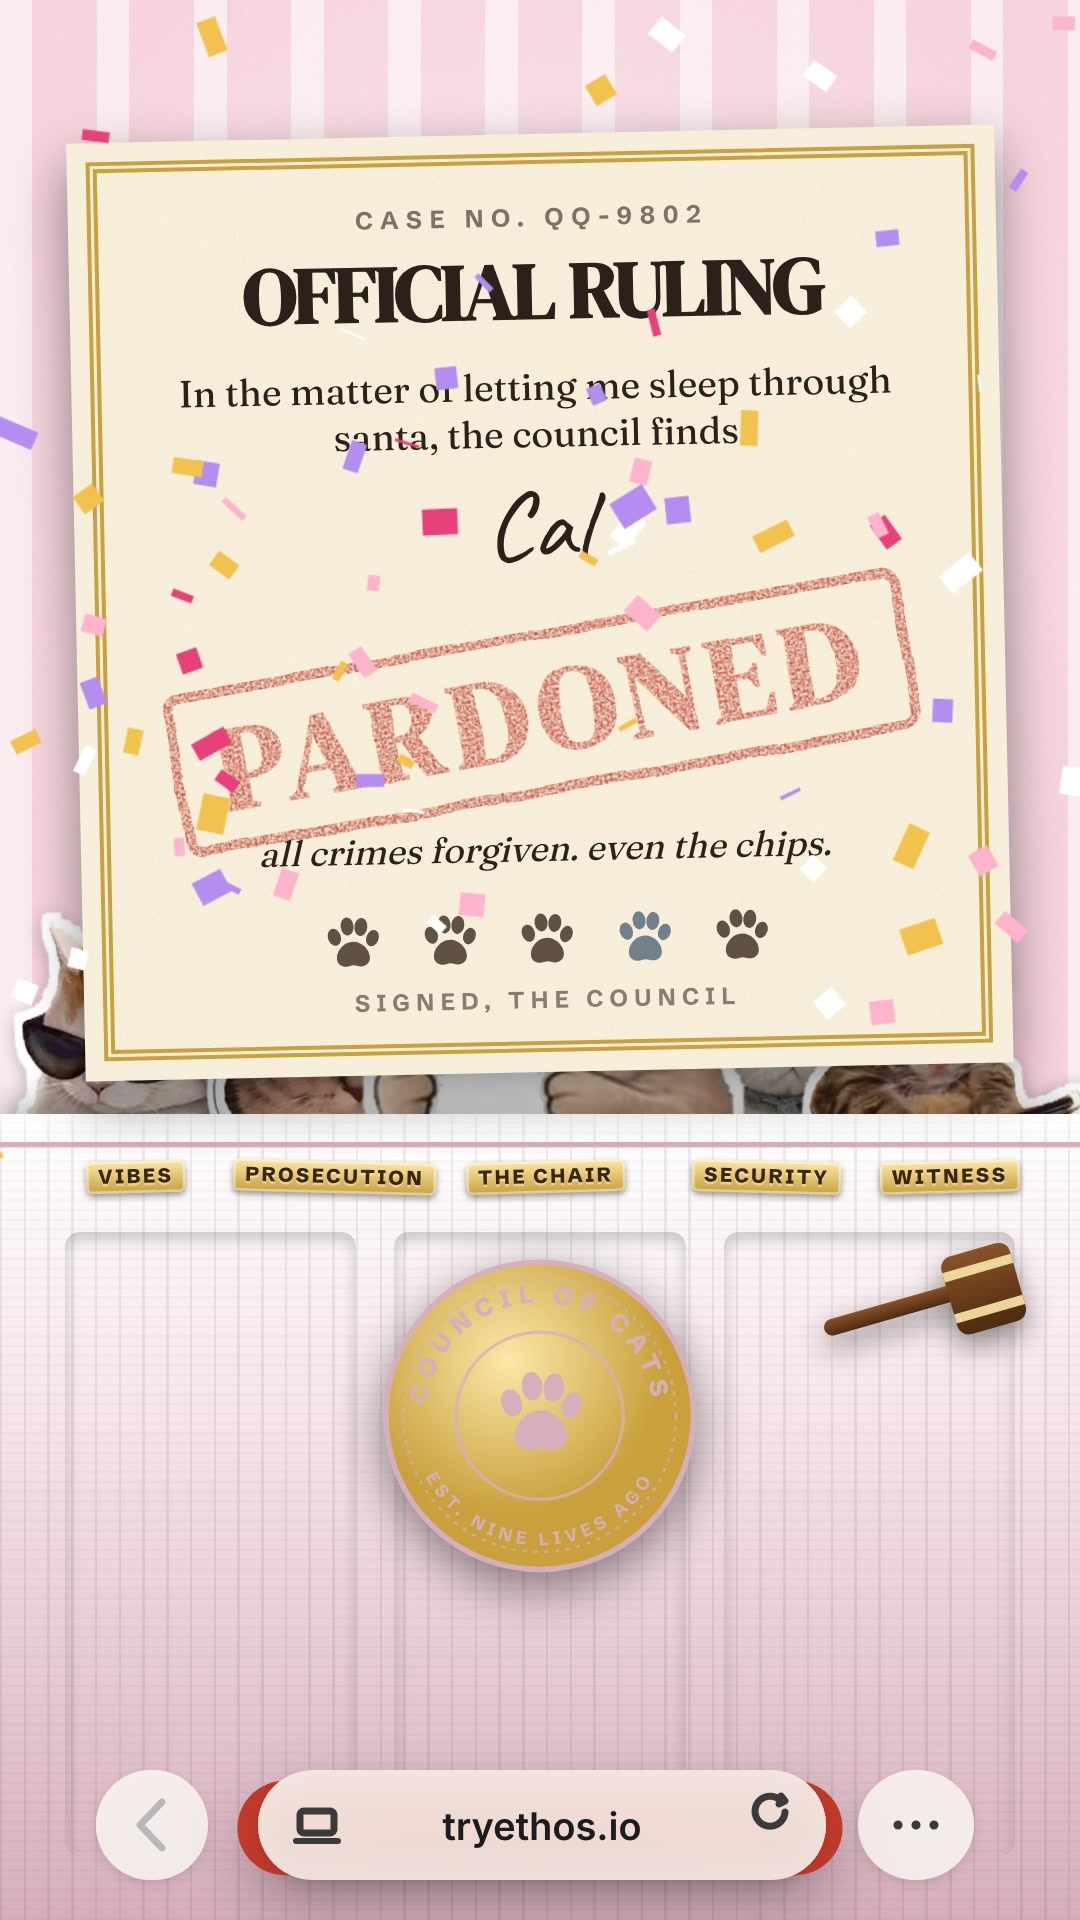 CASE NO. QQ-9802
OFFICIAL RULING
In the matter of letting me sleep through
santa, the council finds
Cal
PARDONED
all crimes forgiven. even the chips.
SIGNED, THE COUNCIL
VIBES
PROSECUTION
THE CHAIR
SECURITY
WITNESS
COUNCIL OF CATS
EST. NINE LIVES AGO
tryethos.io